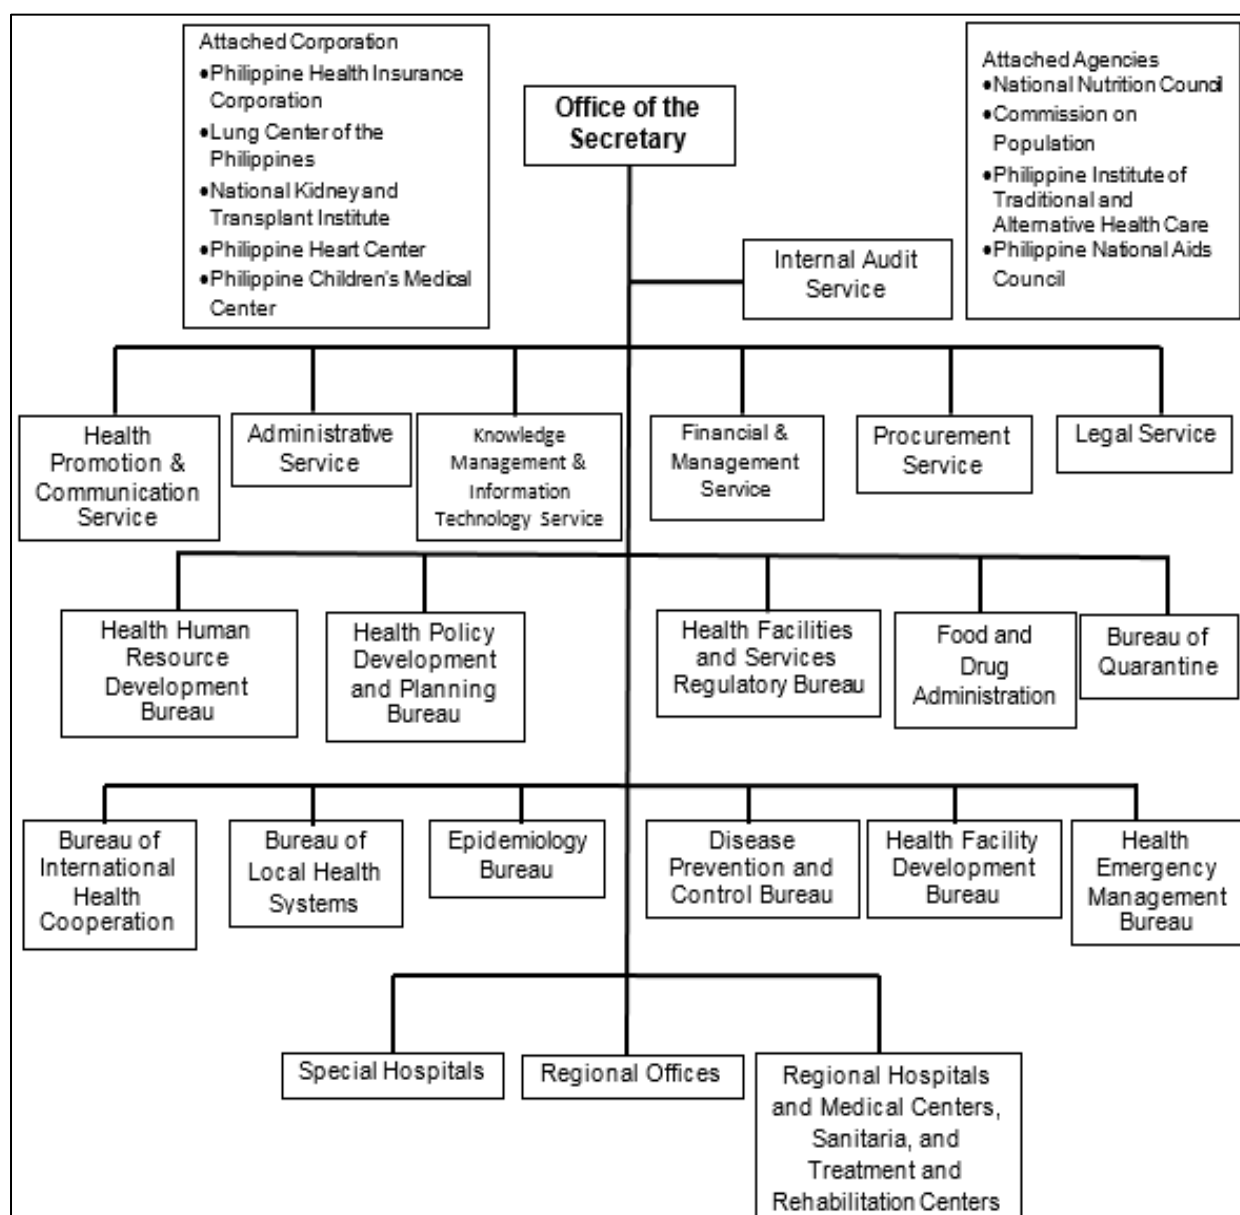 Attached Corporation
•Philippine Health Insurance
Corporation
•Lung Center of the
Philippines
•National Kidney and
Transplant Institute
•Philippine Heart Center
•Philippine Children's Medical
Center
Office of the
Secretary
Attached Agencies
•National Nutrition Council
•Commission on
Population
•Philippine Institute of
Traditional and
Alternative Health Care
•Philippine National Aids
Council
Internal Audit
Service
Health
Promotion &
Communication
Service
Administrative
Service
Knowledge
Management &
Information
Technology Service
Financial &
Management
Service
Procurement
Service
Legal Service
Health Human
Resource
Development
Bureau
Health Policy
Development
and Planning
Bureau
Health Facilities
and Services
Regulatory Bureau
Food and
Drug
Administration
Bureau of
Quarantine
Bureau of
International
Health
Cooperation
Bureau of
Local Health
Systems
Epidemiology
Bureau
Disease
Prevention and
Control Bureau
Health Facility
Development
Bureau
Health
Emergency
Management
Bureau
Special Hospitals
Regional Offices
Regional Hospitals
and Medical Centers,
Sanitaria, and
Treatment and
Rehabilitation Centers